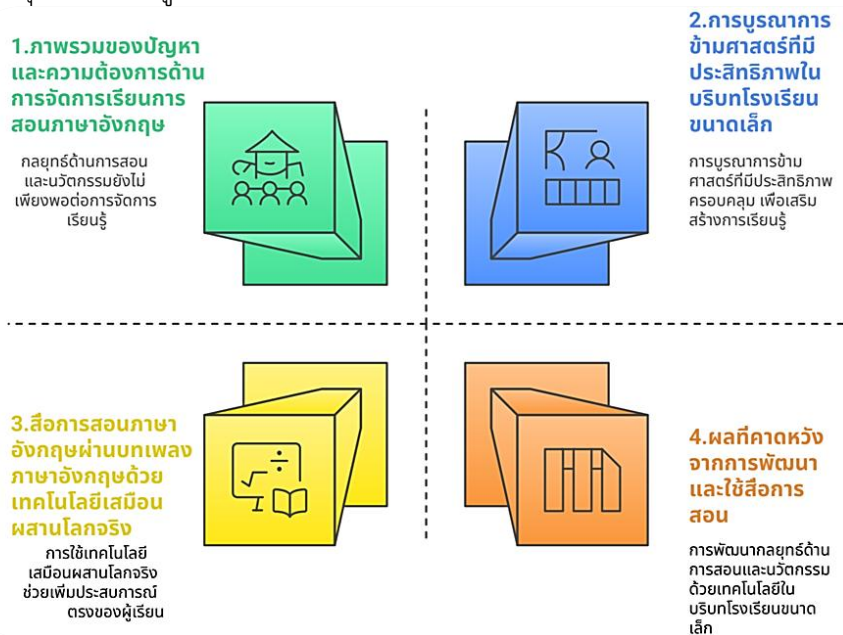 1.ภาพรวมของปัญหา
และความต้องการด้าน
การจัดการเรียนการ
สอนภาษาอังกฤษ
กลยุทธ์ด้านการสอน
และนวัตกรรมยังไม่
เพียงพอต่อการจัดการ
เรียนรู้
2.การบูรณาการ
ข้ามศาสตร์ที่มี
ประสิทธิภาพใน
บริบทโรงเรียน
ขนาดเล็ก
การบูรณาการข้าม
ศาสตร์ที่มีประสิทธิภาพ
ครอบคลุม เพื่อเสริม
สร้างการเรียนรู้
3.สื่อการสอนภาษา
อังกฤษผ่านบทเพลง
ภาษาอังกฤษด้วย
เทคโนโลยีเสมือน
ผสานโลกจริง
การใช้เทคโนโลยี
เสมือนผสานโลกจริง
ช่วยเพิ่มประสบการณ์
ตรงของผู้เรียน
4.ผลที่คาดหวัง
จากการพัฒนา
และใช้สื่อการ
สอน
การพัฒนากลยุทธ์ด้าน
การสอนและนวัตกรรม
ด้วยเทคโนโลยีใน
บริบทโรงเรียนขนาด
เล็ก